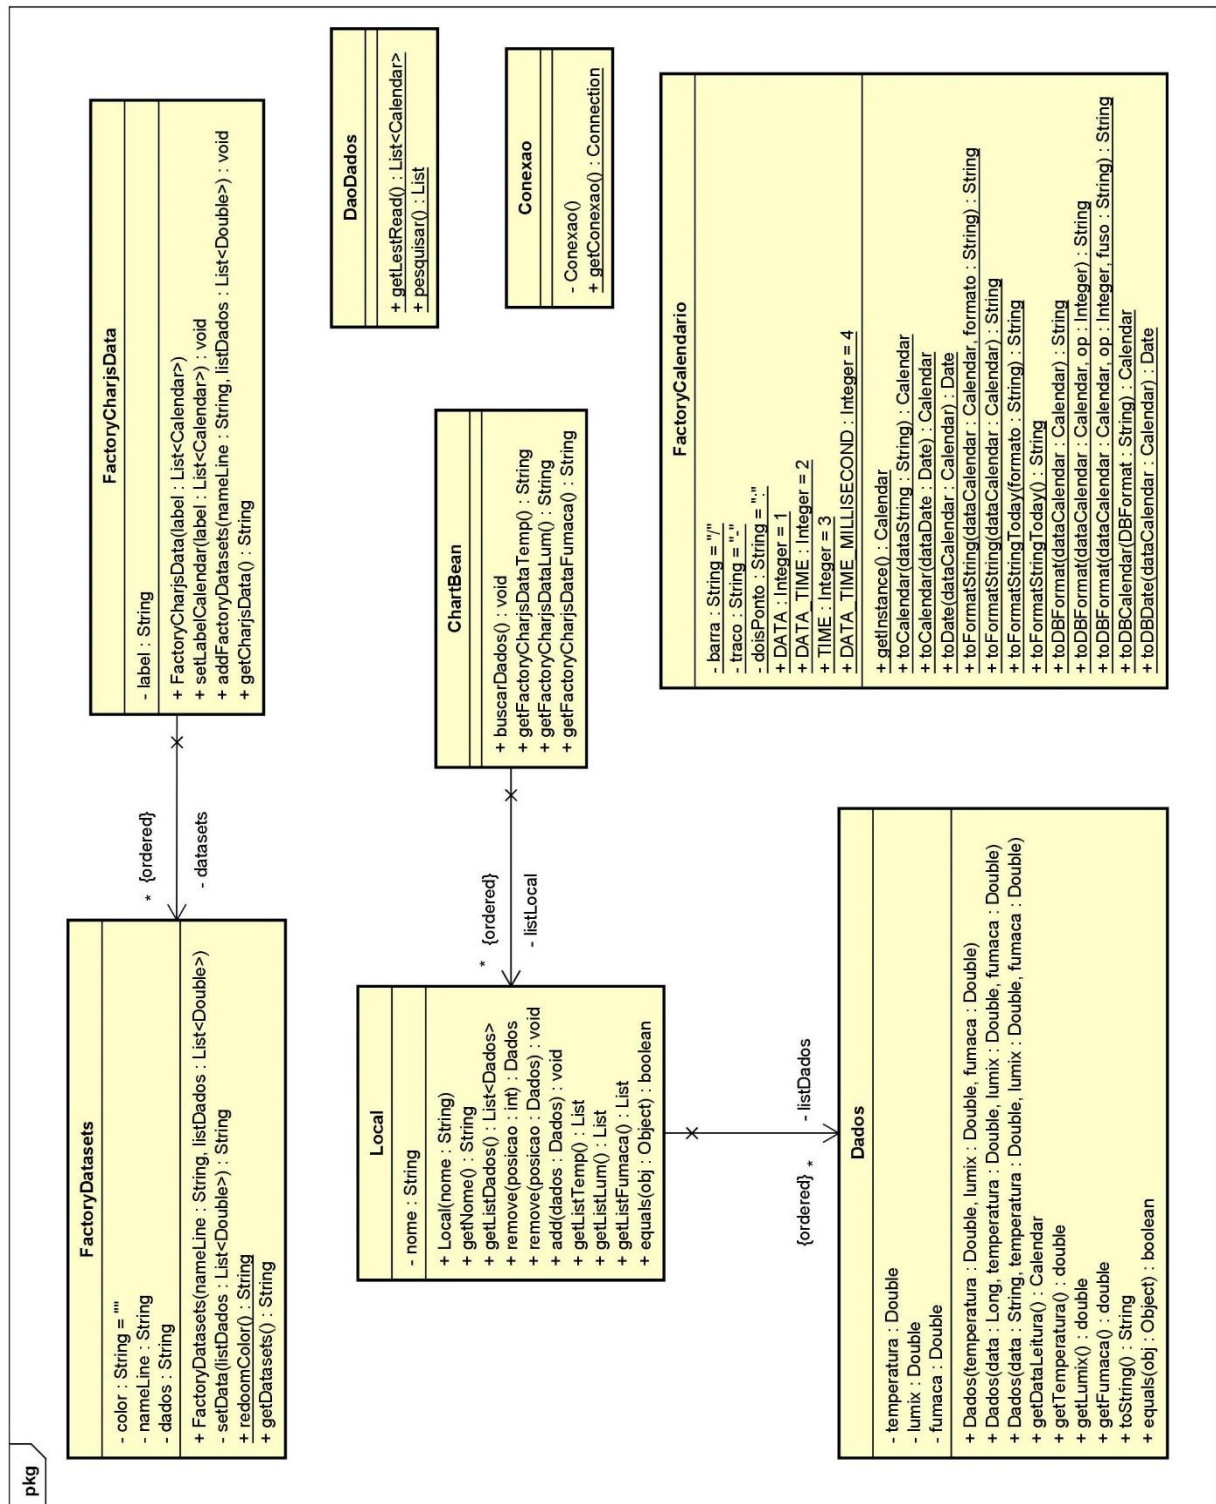 pkg
FactoryDatasets
- color : String = ""
- nameLine : String
- dados : String
+ FactoryDatasets(nameLine : String, listDados : List<Double>)
- setData(listDados : List<Double>) : String
+ redoomColor() : String
+ getDatasets() : String
* {ordered}
- datasets
FactoryCharjsData
- label : String
+ FactoryCharjsData(label : List<Calendar>)
+ setLabelCalendar(label : List<Calendar>) : void
+ addFactoryDatasets(nameLine : String, listDados : List<Double>) : void
+ getCharjsData() : String
DaoDados
+ getLestRead() : List<Calendar>
+ pesquisar() : List
Local
- nome : String
+ Local(nome : String)
+ getNome() : String
+ getListDados() : List<Dados>
+ remove(posicao : int) : Dados
+ remove(posicao : Dados) : void
+ add(dados : Dados) : void
+ getListTemp() : List
+ getListLum() : List
+ getListFumaca() : List
+ equals(obj : Object) : boolean
* {ordered}
- listLocal
ChartBean
+ buscarDados() : void
+ getFactoryCharjsDataTemp() : String
+ getFactoryCharjsDataLum() : String
+ getFactoryCharjsDataFumaca() : String
Conexao
- Conexao()
+ getConexao() : Connection
{ordered} *
- listDados
Dados
- temperatura : Double
- lumix : Double
- fumaca : Double
+ Dados(temperatura : Double, lumix : Double, fumaca : Double)
+ Dados(data : Long, temperatura : Double, lumix : Double, fumaca : Double)
+ Dados(data : String, temperatura : Double, lumix : Double, fumaca : Double)
+ getDataLeitura() : Calendar
+ getTemperatura() : double
+ getLumix() : double
+ getFumaca() : double
+ toString() : String
+ equals(obj : Object) : boolean
FactoryCalendario
- barra : String = "/"
- traco : String = "-"
- doisPonto : String = ":"
+ DATA : Integer = 1
+ DATA_TIME : Integer = 2
+ TIME : Integer = 3
+ DATA_TIME_MILLISECOND : Integer = 4
+ getInstance() : Calendar
+ toCalendar(dataString : String) : Calendar
+ toCalendar(dataDate : Date) : Calendar
+ toDate(dataCalendar : Calendar) : Date
+ toFormatString(dataCalendar : Calendar, formato : String) : String
+ toFormatString(dataCalendar : Calendar) : String
+ toFormatStringToday(formato : String) : String
+ toFormatStringToday() : String
+ toDBFormat(dataCalendar : Calendar) : String
+ toDBFormat(dataCalendar : Calendar, op : Integer) : String
+ toDBFormat(dataCalendar : Calendar, op : Integer, fuso : String) : String
+ toDBCalendar(DBFormat : String) : Calendar
+ toDBDate(dataCalendar : Calendar) : Date